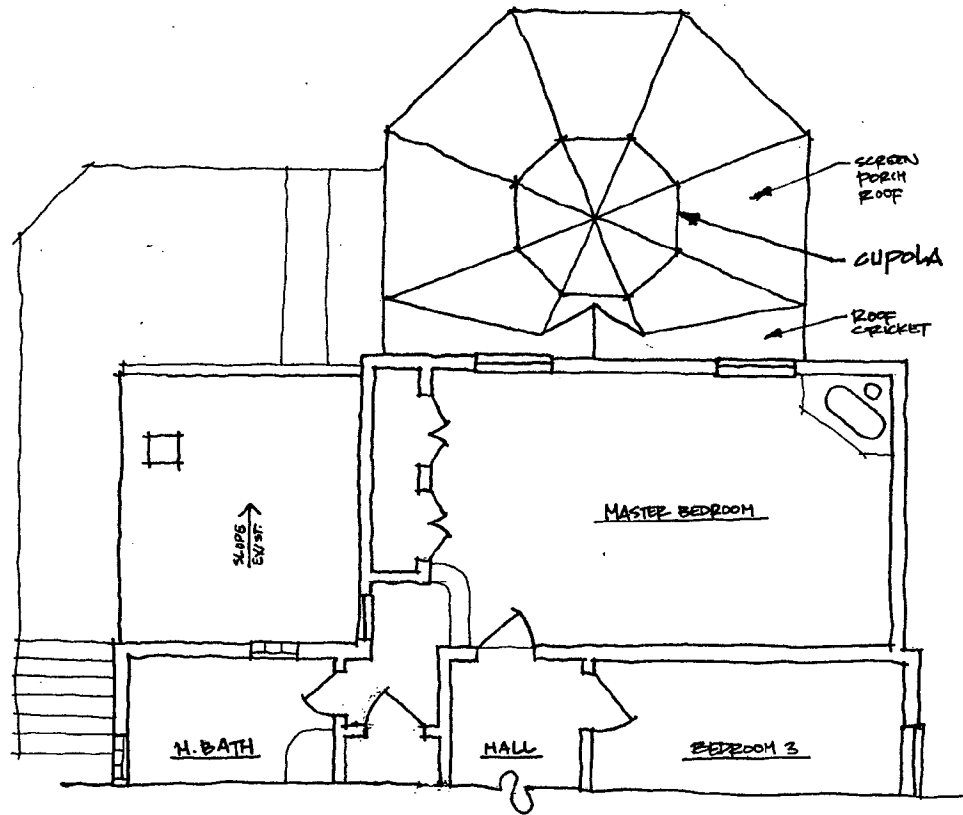 SCREEN
PORCH
ROOF
CUPOLA
ROOF
CRICKET
MASTER BEDROOM
SLOPE
EXIST.
M. BATH
HALL
BEDROOM 3